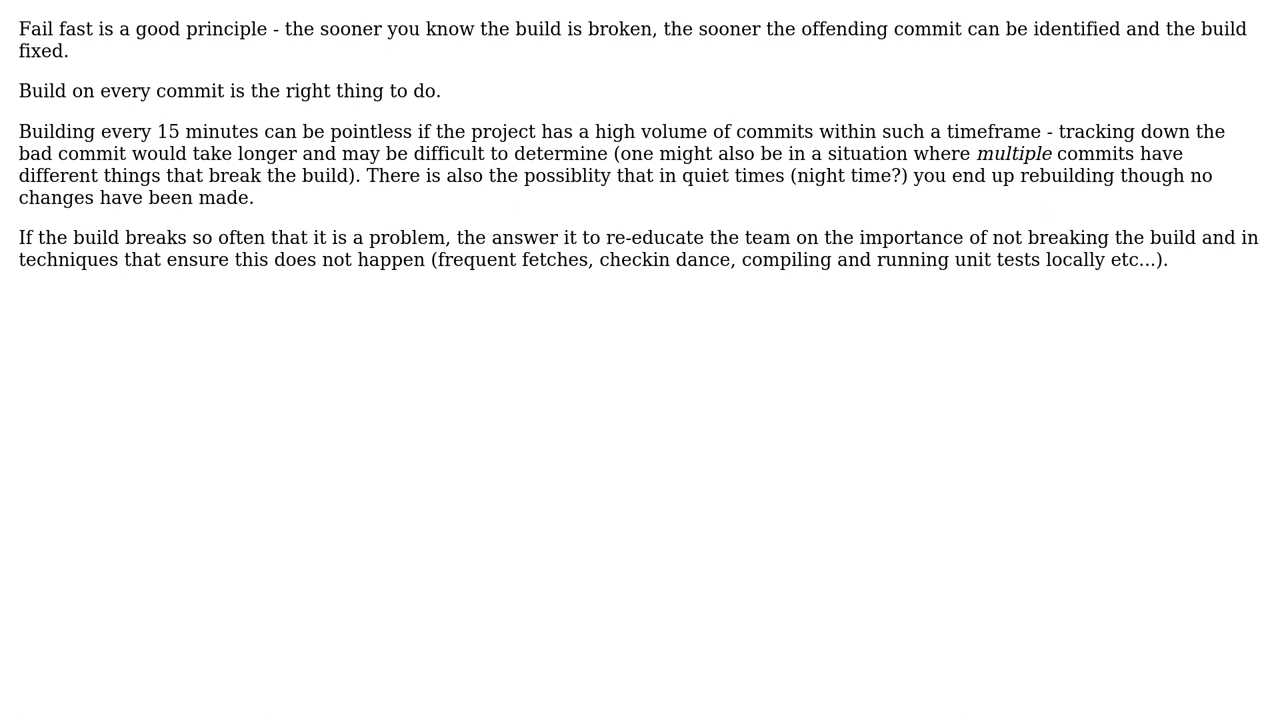 Fail fast is a good principle - the sooner you know the build is broken, the sooner the offending commit can be identified and the build
fixed.
Build on every commit is the right thing to do.
Building every 15 minutes can be pointless if the project has a high volume of commits within such a timeframe - tracking down the
bad commit would take longer and may be difficult to determine (one might also be in a situation where multiple commits have
different things that break the build). There is also the possiblity that in quiet times (night time?) you end up rebuilding though no
changes have been made.
If the build breaks so often that it is a problem, the answer it to re-educate the team on the importance of not breaking the build and in
techniques that ensure this does not happen (frequent fetches, checkin dance, compiling and running unit tests locally etc...).